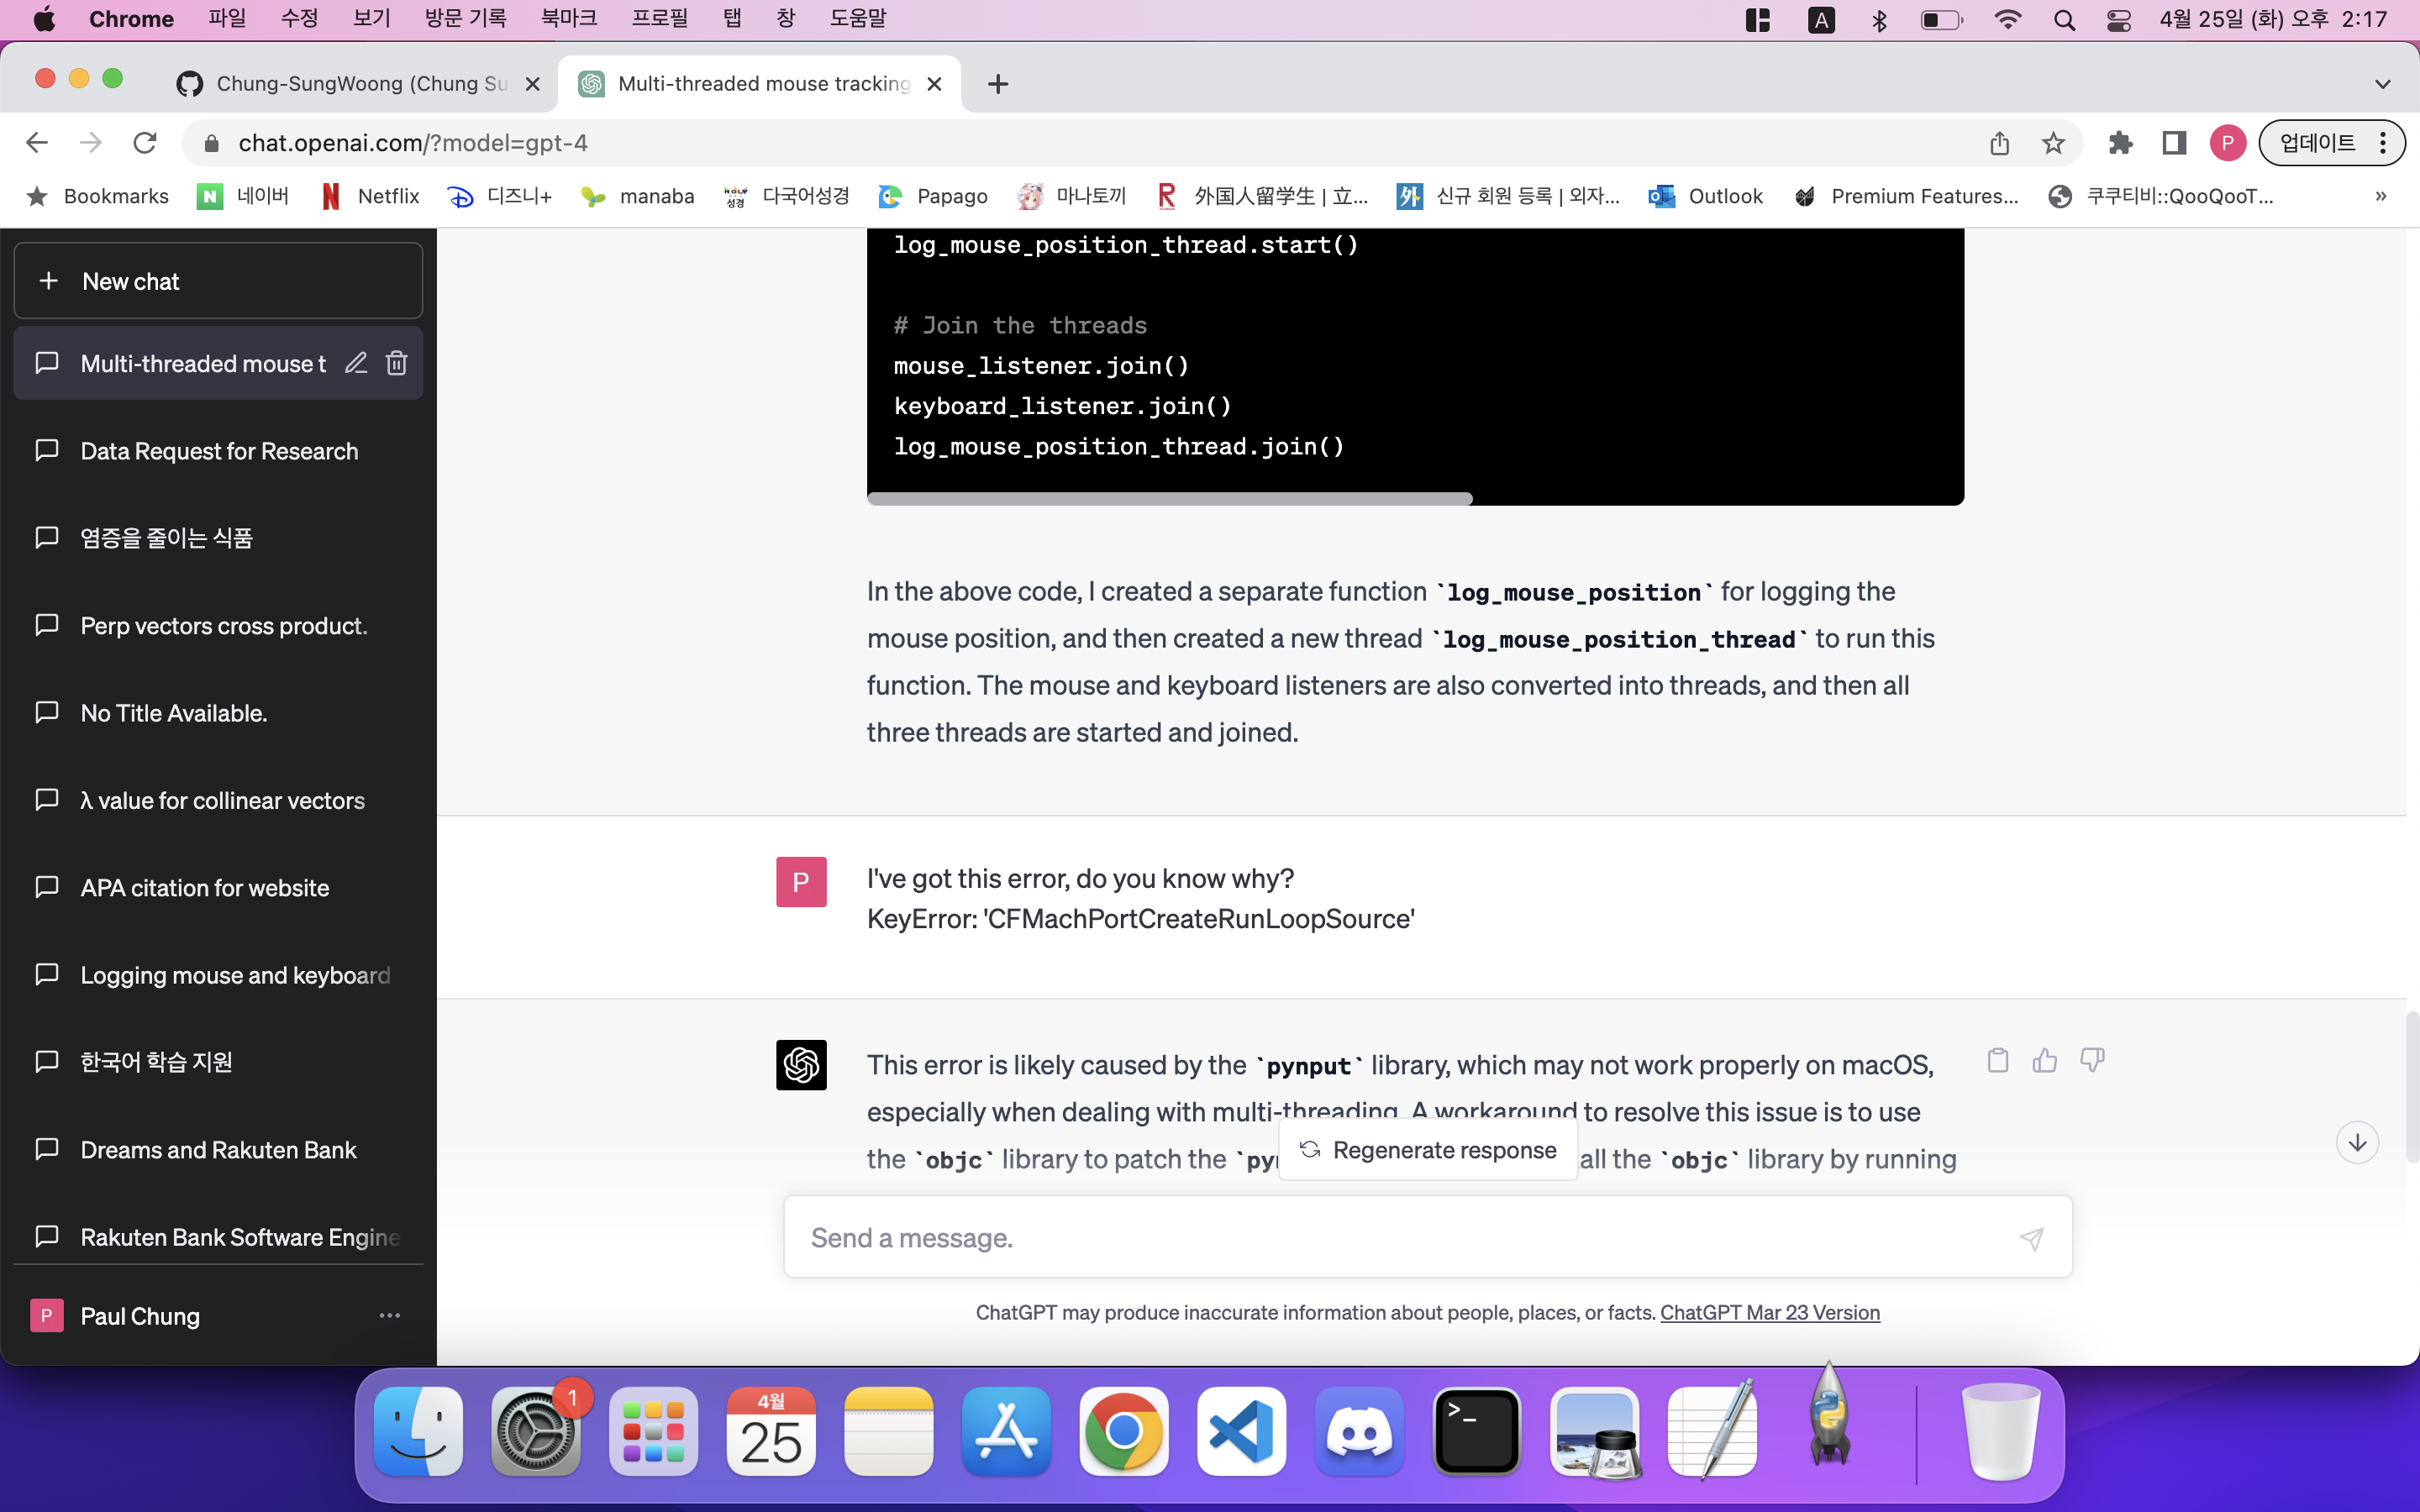 Chrome 파일 수정 보기 방문 기록 북마크 프로필 탭 창 도움말 A 4월 25일 (화) 오후 2:17
Chung-SungWoong (Chung Su Multi-threaded mouse tracking
chat.openai.com/?model=gpt-4 P 업데이트
Bookmarks N 네이버 N Netflix 디즈니+ manaba 다국어성경 Papago 마나토끼 R 外国人留学生 | 立... 外 신규 회원 등록 | 외자... Outlook Premium Features... 쿠쿠티비::QooQooT... »
New chat
Multi-threaded mouse t
Data Request for Research
염증을 줄이는 식품
Perp vectors cross product.
No Title Available.
λ value for collinear vectors
APA citation for website
Logging mouse and keyboard
한국어 학습 지원
Dreams and Rakuten Bank
Rakuten Bank Software Engine
P Paul Chung ...
log_mouse_position_thread.start()
# Join the threads
mouse_listener.join()
keyboard_listener.join()
log_mouse_position_thread.join()
In the above code, I created a separate function `log_mouse_position` for logging the
mouse position, and then created a new thread `log_mouse_position_thread` to run this
function. The mouse and keyboard listeners are also converted into threads, and then all
three threads are started and joined.
P I've got this error, do you know why?
KeyError: 'CFMachPortCreateRunLoopSource'
This error is likely caused by the `pynput` library, which may not work properly on macOS,
especially when dealing with multi-threading. A workaround to resolve this issue is to use
the `objc` library to patch the `py all the `objc` library by running
Regenerate response
Send a message.
ChatGPT may produce inaccurate information about people, places, or facts. ChatGPT Mar 23 Version
1
4월
25
>_